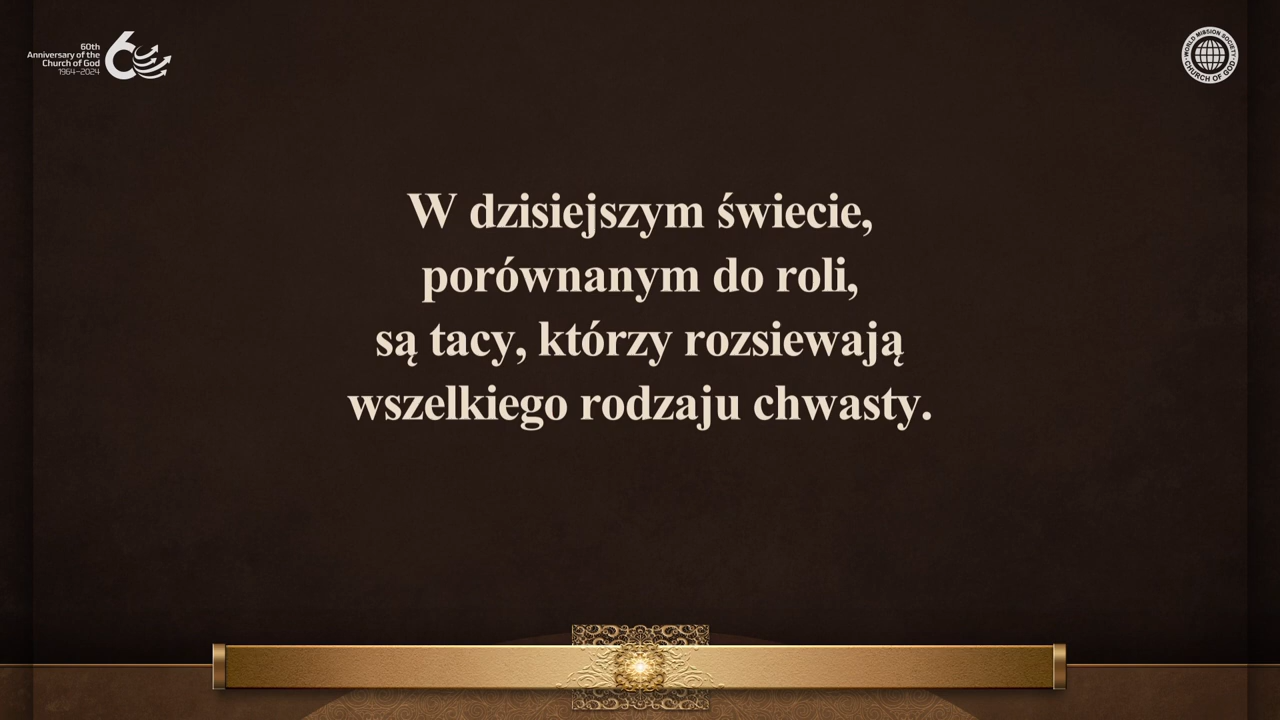 60th
Anniversary of the
Church of God
1964–2024
WORLD MISSION SOCIETY
CHURCH OF GOD
W dzisiejszym świecie,
porównanym do roli,
są tacy, którzy rozsiewają
wszelkiego rodzaju chwasty.